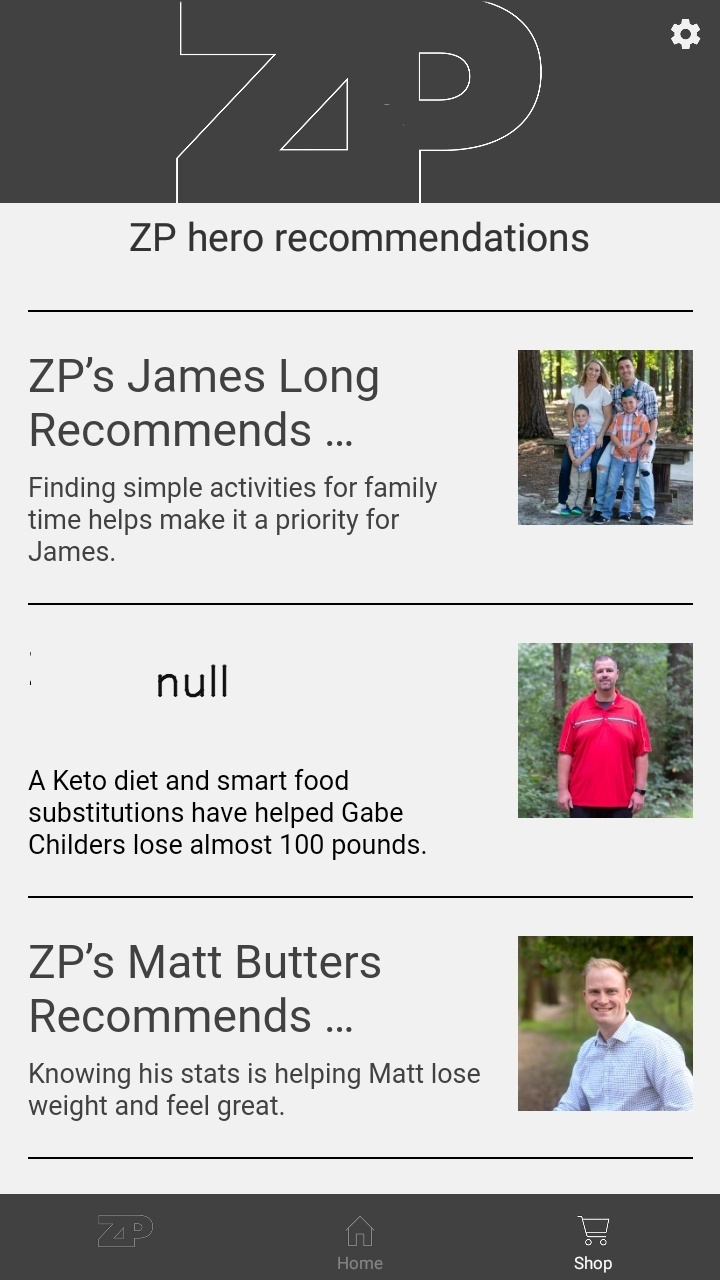 ZP
ZP hero recommendations
ZP’s James Long
Recommends ...
Finding simple activities for family
time helps make it a priority for
James.
null
A Keto diet and smart food
substitutions have helped Gabe
Childers lose almost 100 pounds.
ZP’s Matt Butters
Recommends ...
Knowing his stats is helping Matt lose
weight and feel great.
ZP
Home
Shop